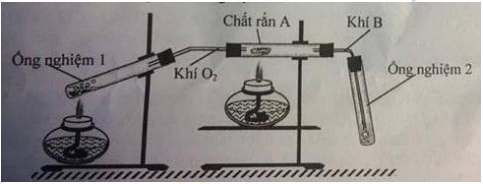 Chất rắn A
Khí B
Ống nghiệm 1
Khí O₂
Ống nghiệm 2